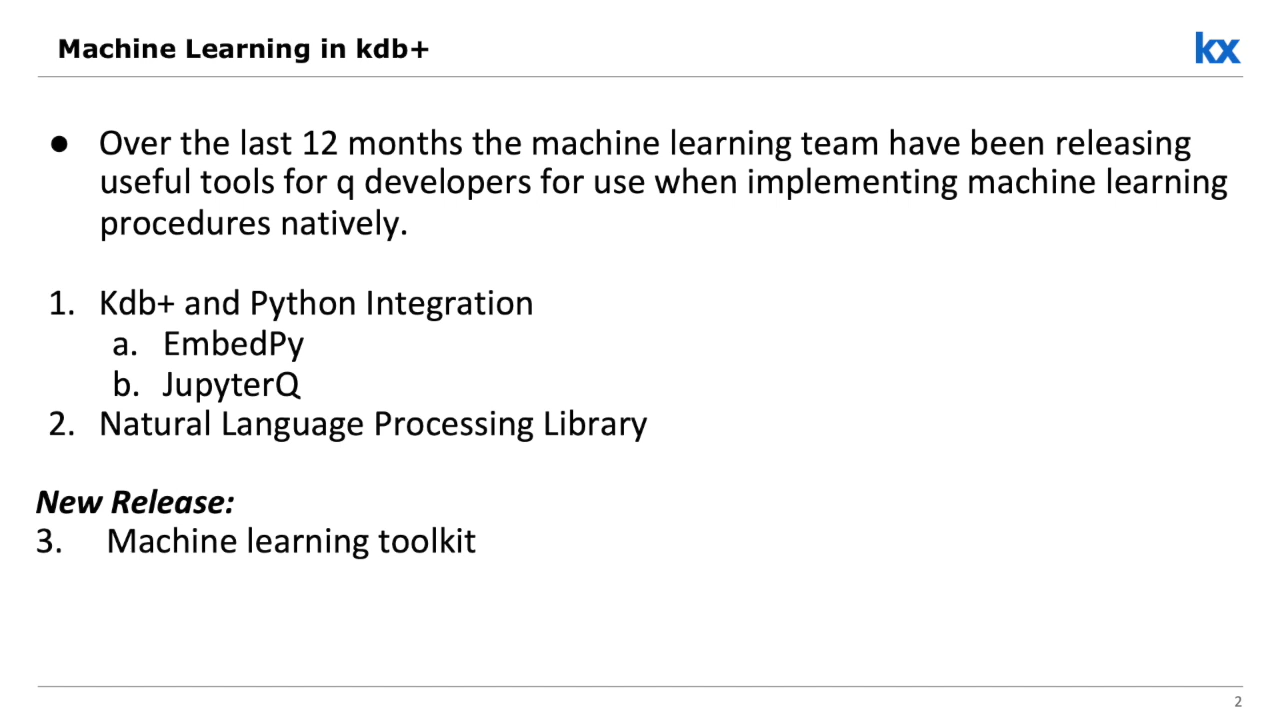 Machine Learning in kdb+
kx
● Over the last 12 months the machine learning team have been releasing
useful tools for q developers for use when implementing machine learning
procedures natively.
1. Kdb+ and Python Integration
a. EmbedPy
b. JupyterQ
2. Natural Language Processing Library
New Release:
3. Machine learning toolkit
2